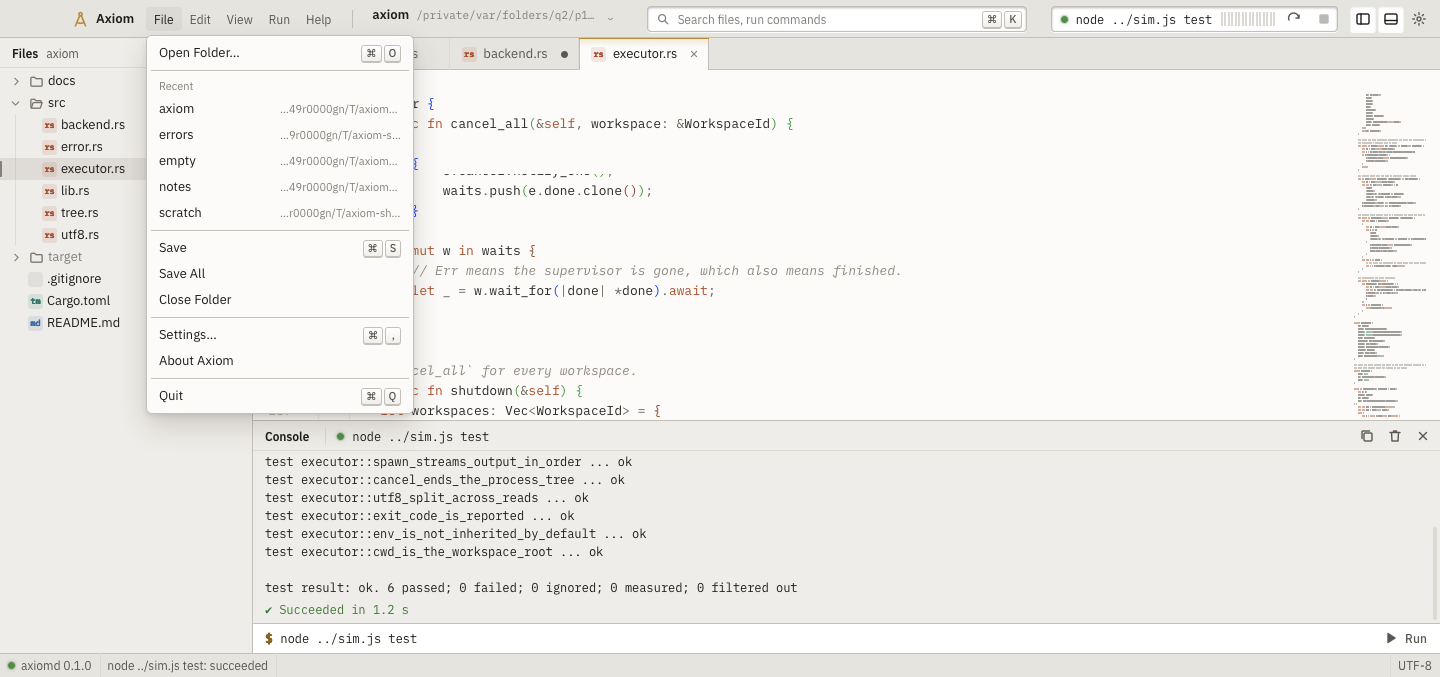 Axiom File Edit View Run Help axiom /private/var/folders/q2/p1… Search files, run commands ⌘ K node ../sim.js test
Files axiom
s backend.rs executor.rs
Open Folder... ⌘ O
Recent
axiom ...49r0000gn/T/axiom...
errors ...9r0000gn/T/axiom-s...
empty ...49r0000gn/T/axiom...
notes ...49r0000gn/T/axiom...
scratch ...r0000gn/T/axiom-sh...
Save ⌘ S
Save All
Close Folder
Settings... ⌘ ,
About Axiom
Quit ⌘ Q
docs
src
rs backend.rs
rs error.rs
rs executor.rs
rs lib.rs
rs tree.rs
rs utf8.rs
target
.gitignore
Cargo.toml
README.md
r {
c fn cancel_all(&self, workspace: &WorkspaceId) {
{
waits.push(e.done.clone());
}
mut w in waits {
// Err means the supervisor is gone, which also means finished.
let _ = w.wait_for(|done| *done).await;
cel_all` for every workspace.
c fn shutdown(&self) {
let workspaces: Vec<WorkspaceId> = {
Console node ../sim.js test
test executor::spawn_streams_output_in_order ... ok
test executor::cancel_ends_the_process_tree ... ok
test executor::utf8_split_across_reads ... ok
test executor::exit_code_is_reported ... ok
test executor::env_is_not_inherited_by_default ... ok
test executor::cwd_is_the_workspace_root ... ok
test result: ok. 6 passed; 0 failed; 0 ignored; 0 measured; 0 filtered out
✔ Succeeded in 1.2 s
$ node ../sim.js test Run
axiomd 0.1.0 node ../sim.js test: succeeded UTF-8